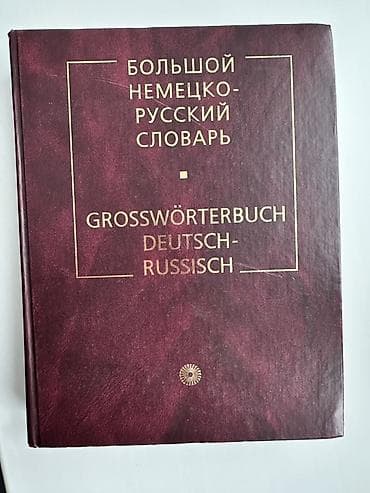 БОЛЬШОЙ
НЕМЕЦКО-
РУССКИЙ
СЛОВАРЬ
GROSSWÖRTERBUCH
DEUTSCH-
RUSSISCH